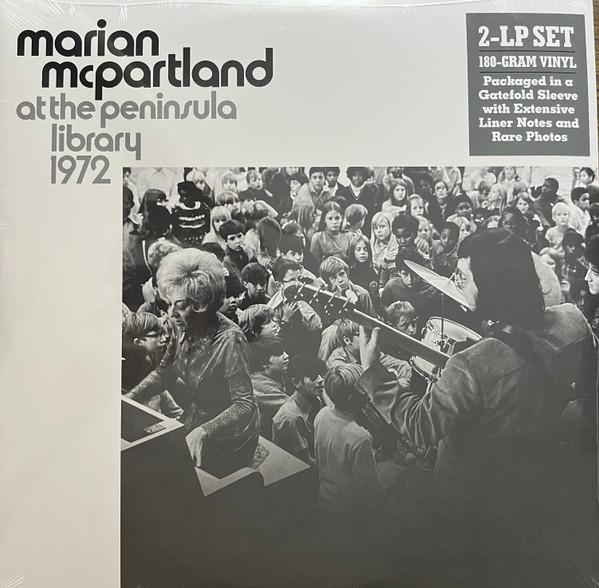 marian
mcpartland
at the peninsula
library
1972
2-LP SET
180-GRAM VINYL
Packaged in a
Gatefold Sleeve
with Extensive
Liner Notes and
Rare Photos